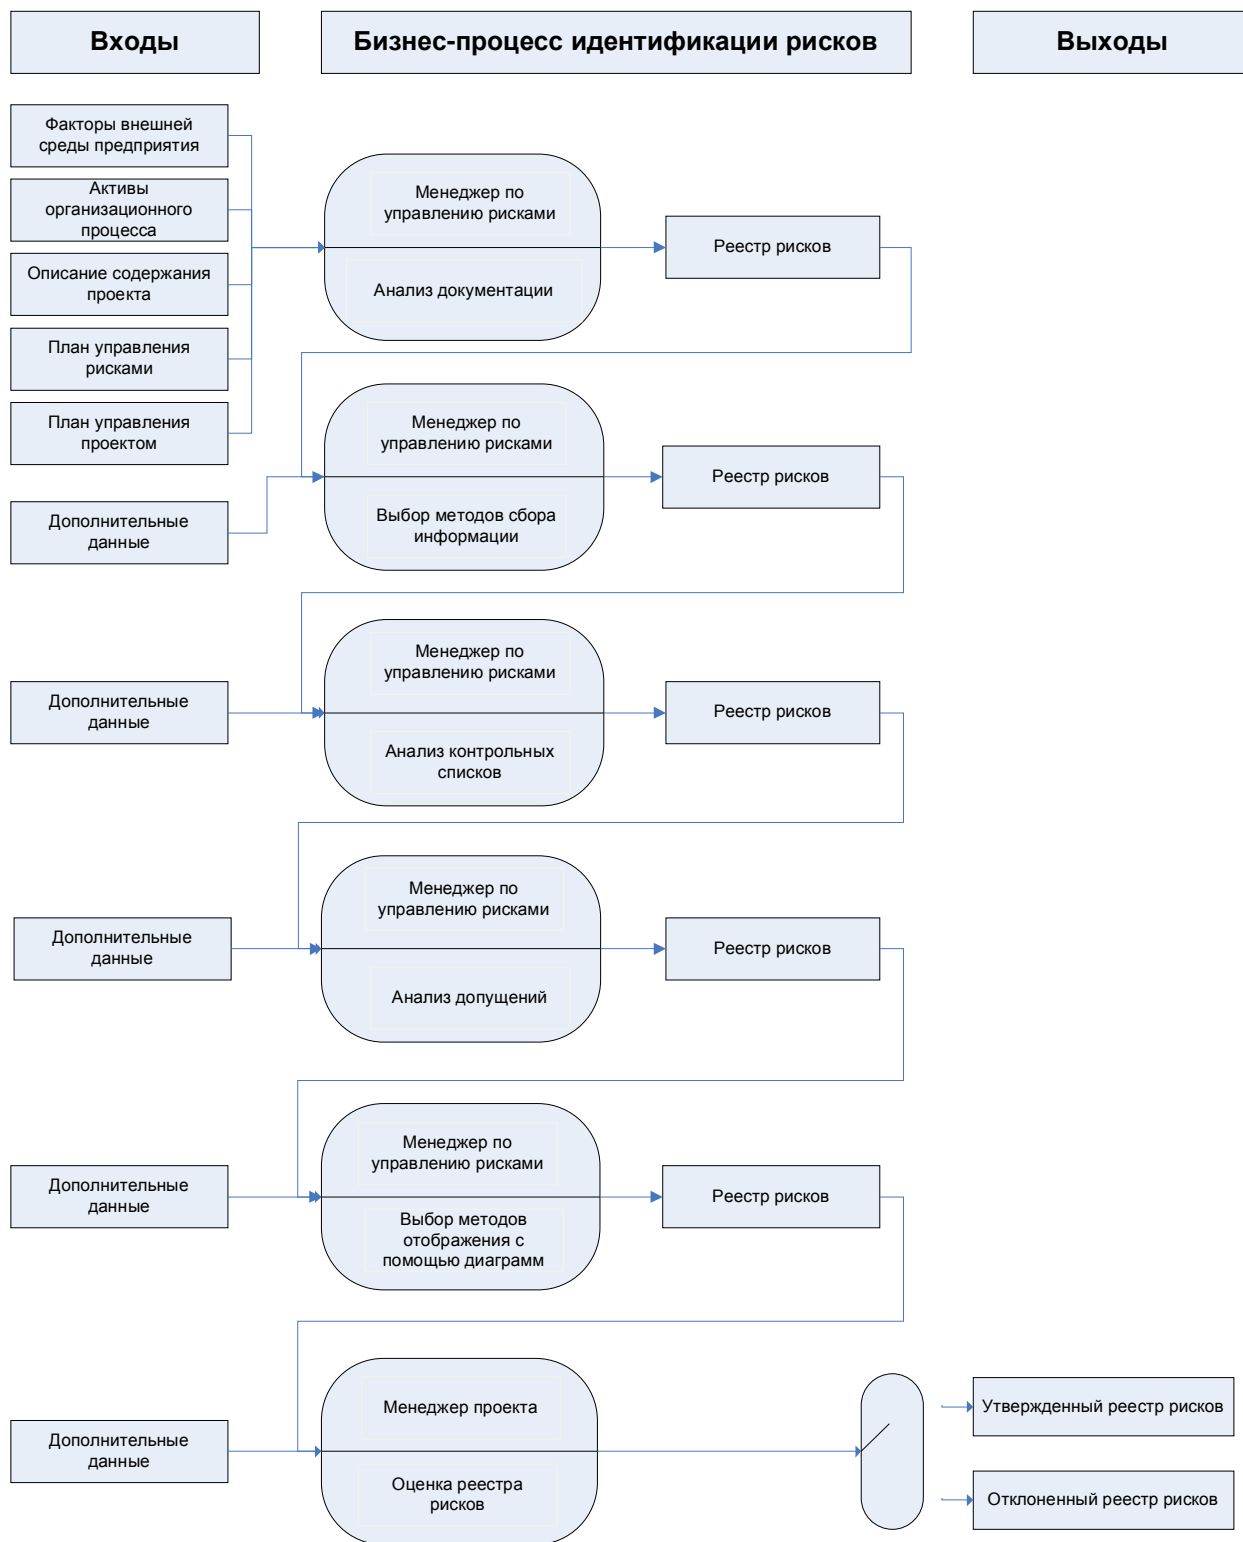 Входы
Бизнес-процесс идентификации рисков
Выходы
Факторы внешней
среды предприятия
Активы
организационного
процесса
Описание содержания
проекта
План управления
рисками
План управления
проектом
Менеджер по
управлению рисками
Анализ документации
Реестр рисков
Дополнительные
данные
Менеджер по
управлению рисками
Выбор методов сбора
информации
Реестр рисков
Дополнительные
данные
Менеджер по
управлению рисками
Анализ контрольных
списков
Реестр рисков
Дополнительные
данные
Менеджер по
управлению рисками
Анализ допущений
Реестр рисков
Дополнительные
данные
Менеджер по
управлению рисками
Выбор методов
отображения с
помощью диаграмм
Реестр рисков
Дополнительные
данные
Менеджер проекта
Оценка реестра
рисков
Утвержденный реестр рисков
Отклоненный реестр рисков